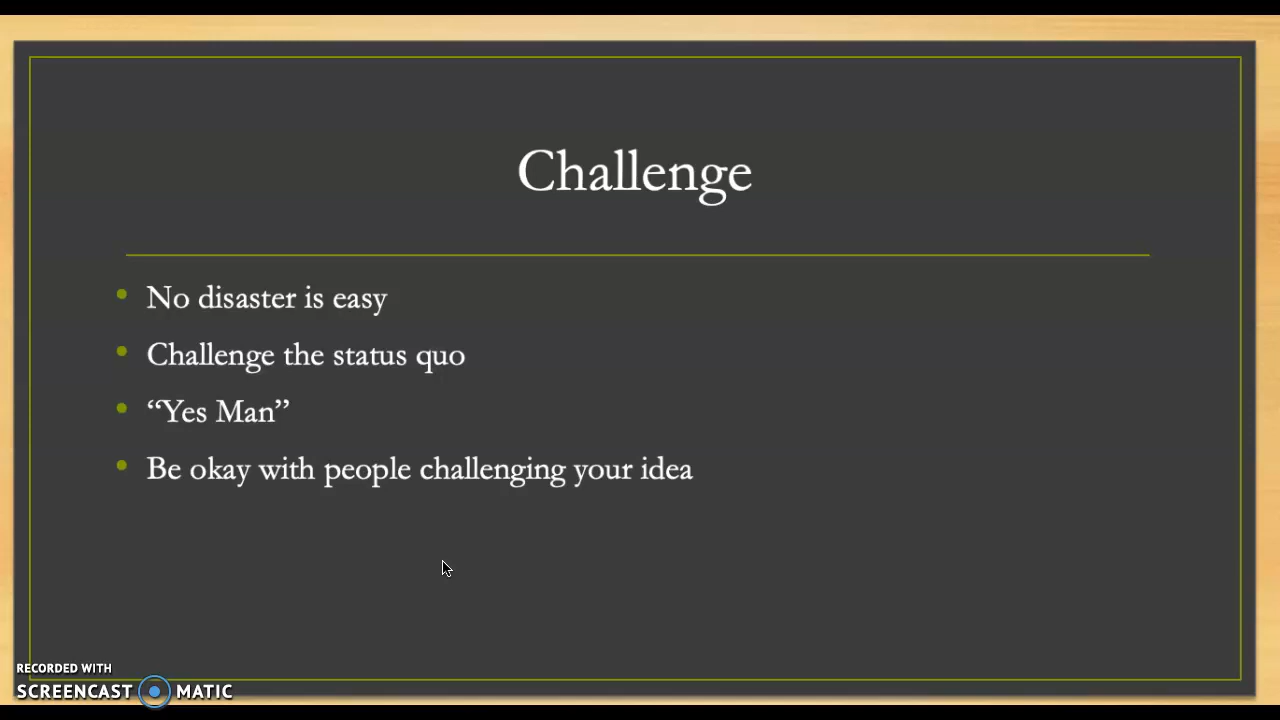 Challenge
No disaster is easy
Challenge the status quo
“Yes Man”
Be okay with people challenging your idea
RECORDED WITH
SCREENCAST MATIC